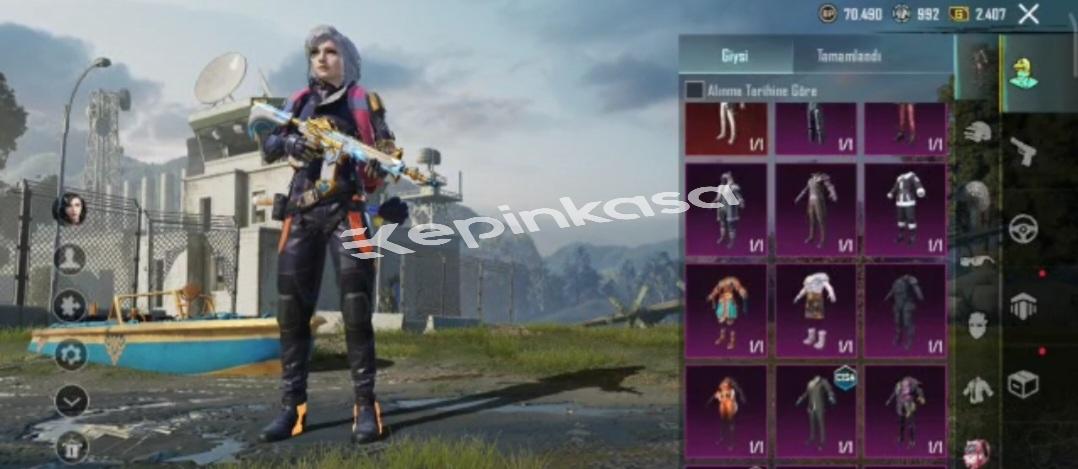 BP 70.490 992 G 2.407
Giysi Tamamlandı
Alınma Tarihine Göre
1/1 1/1 1/1
kepinkasa
1/1 1/1 1/1
1/1 1/1 1/1
1/1 1/1 1/1